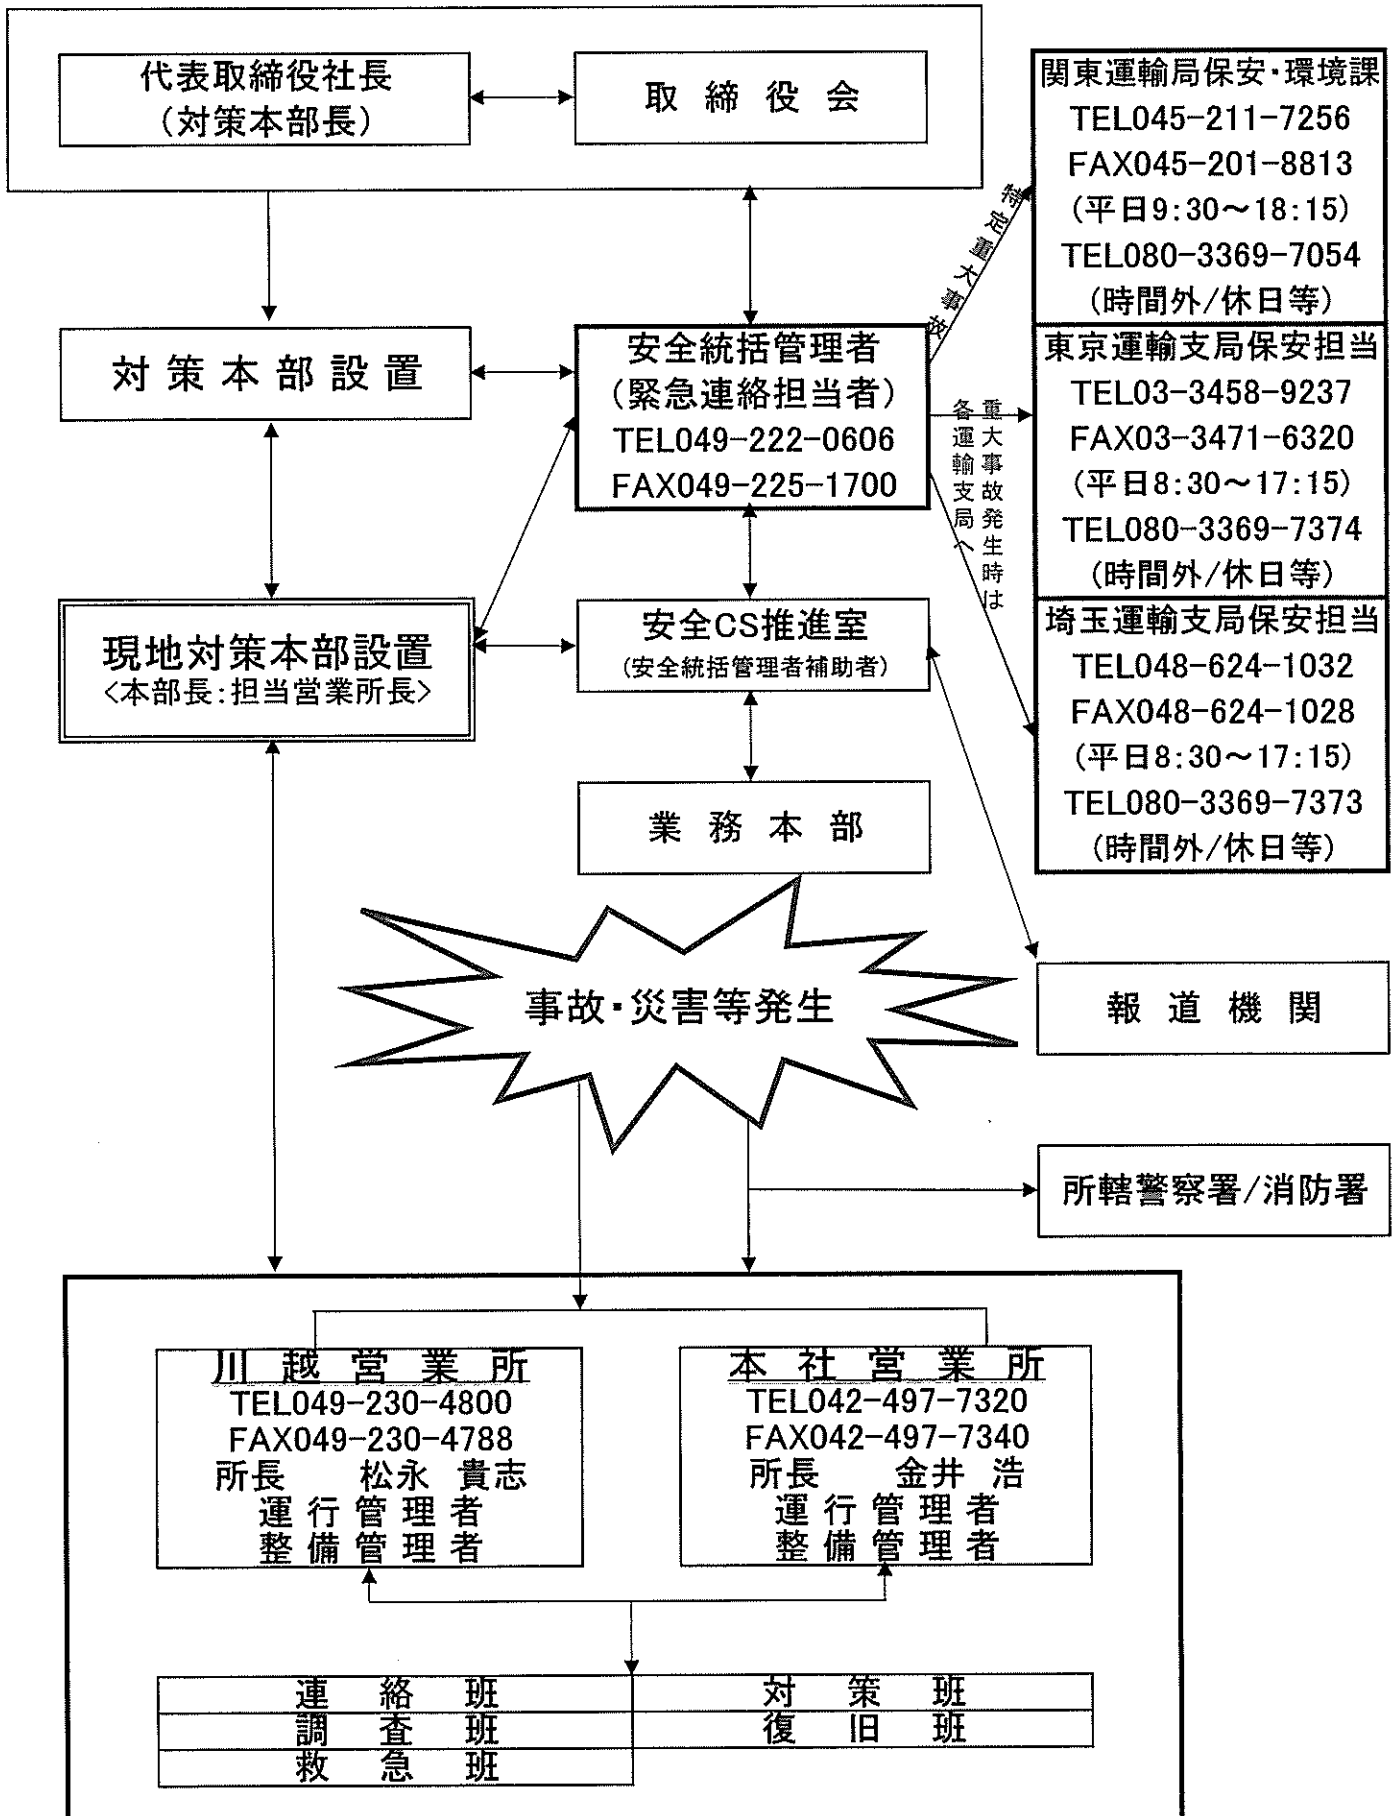 代表取締役社長
(対策本部長)
取締役会
関東運輸局保安・環境課
TEL045-211-7256
FAX045-201-8813
(平日9:30～18:15)
TEL080-3369-7054
(時間外/休日等)
特定重大事故
対策本部設置
安全統括管理者
(緊急連絡担当者)
TEL049-222-0606
FAX049-225-1700
重大事故発生時は
各運輸支局へ
東京運輸支局保安担当
TEL03-3458-9237
FAX03-3471-6320
(平日8:30～17:15)
TEL080-3369-7374
(時間外/休日等)
現地対策本部設置
<本部長:担当営業所長>
安全CS推進室
(安全統括管理者補助者)
埼玉運輸支局保安担当
TEL048-624-1032
FAX048-624-1028
(平日8:30～17:15)
TEL080-3369-7373
(時間外/休日等)
業務本部
事故・災害等発生
報道機関
所轄警察署/消防署
川越営業所
TEL049-230-4800
FAX049-230-4788
所長 松永 貴志
運行管理者
整備管理者
本社営業所
TEL042-497-7320
FAX042-497-7340
所長 金井 浩
運行管理者
整備管理者
連絡班
対策班
調査班
復旧班
救急班